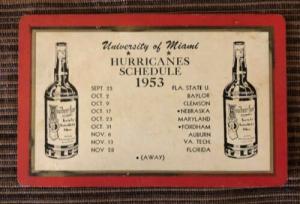 University of Miami
HURRICANES
SCHEDULE
1953
SEPT. 25 FLA. STATE U.
OCT. 2 BAYLOR
OCT. 9 CLEMSON
OCT. 17 •NEBRASKA
OCT. 23 MARYLAND
OCT. 31 •FORDHAM
NOV. 6 AUBURN
NOV. 13 VA. TECH.
NOV. 28 FLORIDA
• (AWAY)